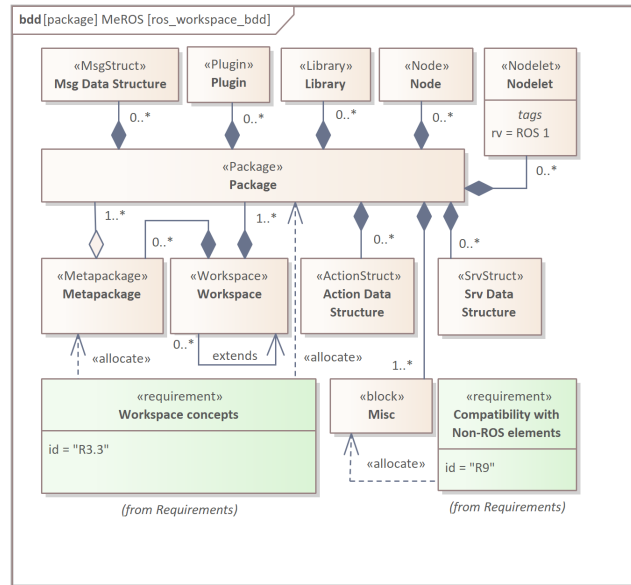 bdd [package] MeROS [ros_workspace_bdd]
«MsgStruct»
Msg Data Structure
«Plugin»
Plugin
«Library»
Library
«Node»
Node
«Nodelet»
Nodelet
tags
rv = ROS 1
0..*
0..*
0..*
0..*
0..*
«Package»
Package
1..*
0..*
1..*
0..*
0..*
«Metapackage»
Metapackage
«Workspace»
Workspace
«ActionStruct»
Action Data
Structure
«SrvStruct»
Srv Data
Structure
0..*
extends
«allocate»
«allocate»
1..*
«requirement»
Workspace concepts
id = "R3.3"
(from Requirements)
«block»
Misc
«allocate»
«requirement»
Compatibility with
Non-ROS elements
id = "R9"
(from Requirements)